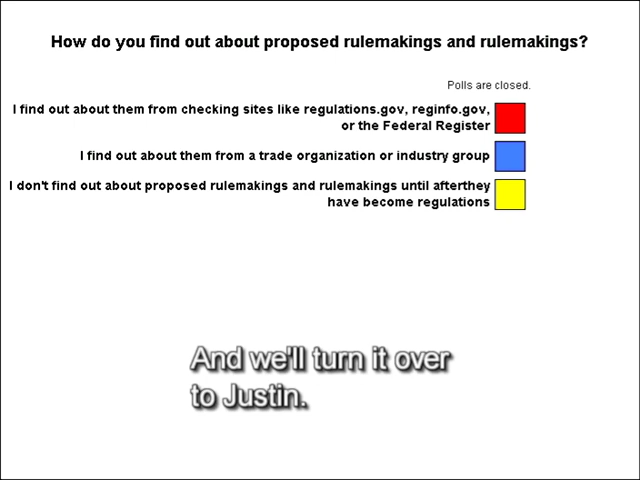 How do you find out about proposed rulemakings and rulemakings?
Polls are closed.
I find out about them from checking sites like regulations.gov, reginfo.gov,
or the Federal Register
I find out about them from a trade organization or industry group
I don't find out about proposed rulemakings and rulemakings until afterthey
have become regulations
And we'll turn it over
to Justin.